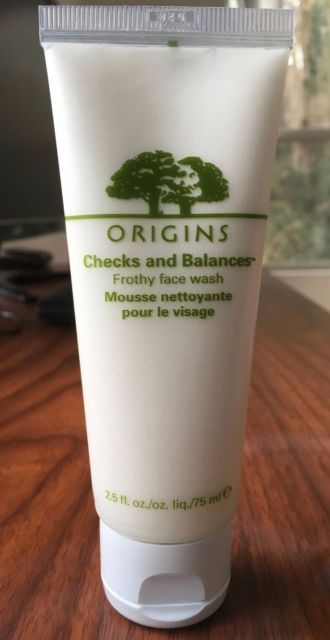 ORIGINS
Checks and Balances™
Frothy face wash
Mousse nettoyante
pour le visage
2.5 fl. oz./oz. liq./75 ml ℮